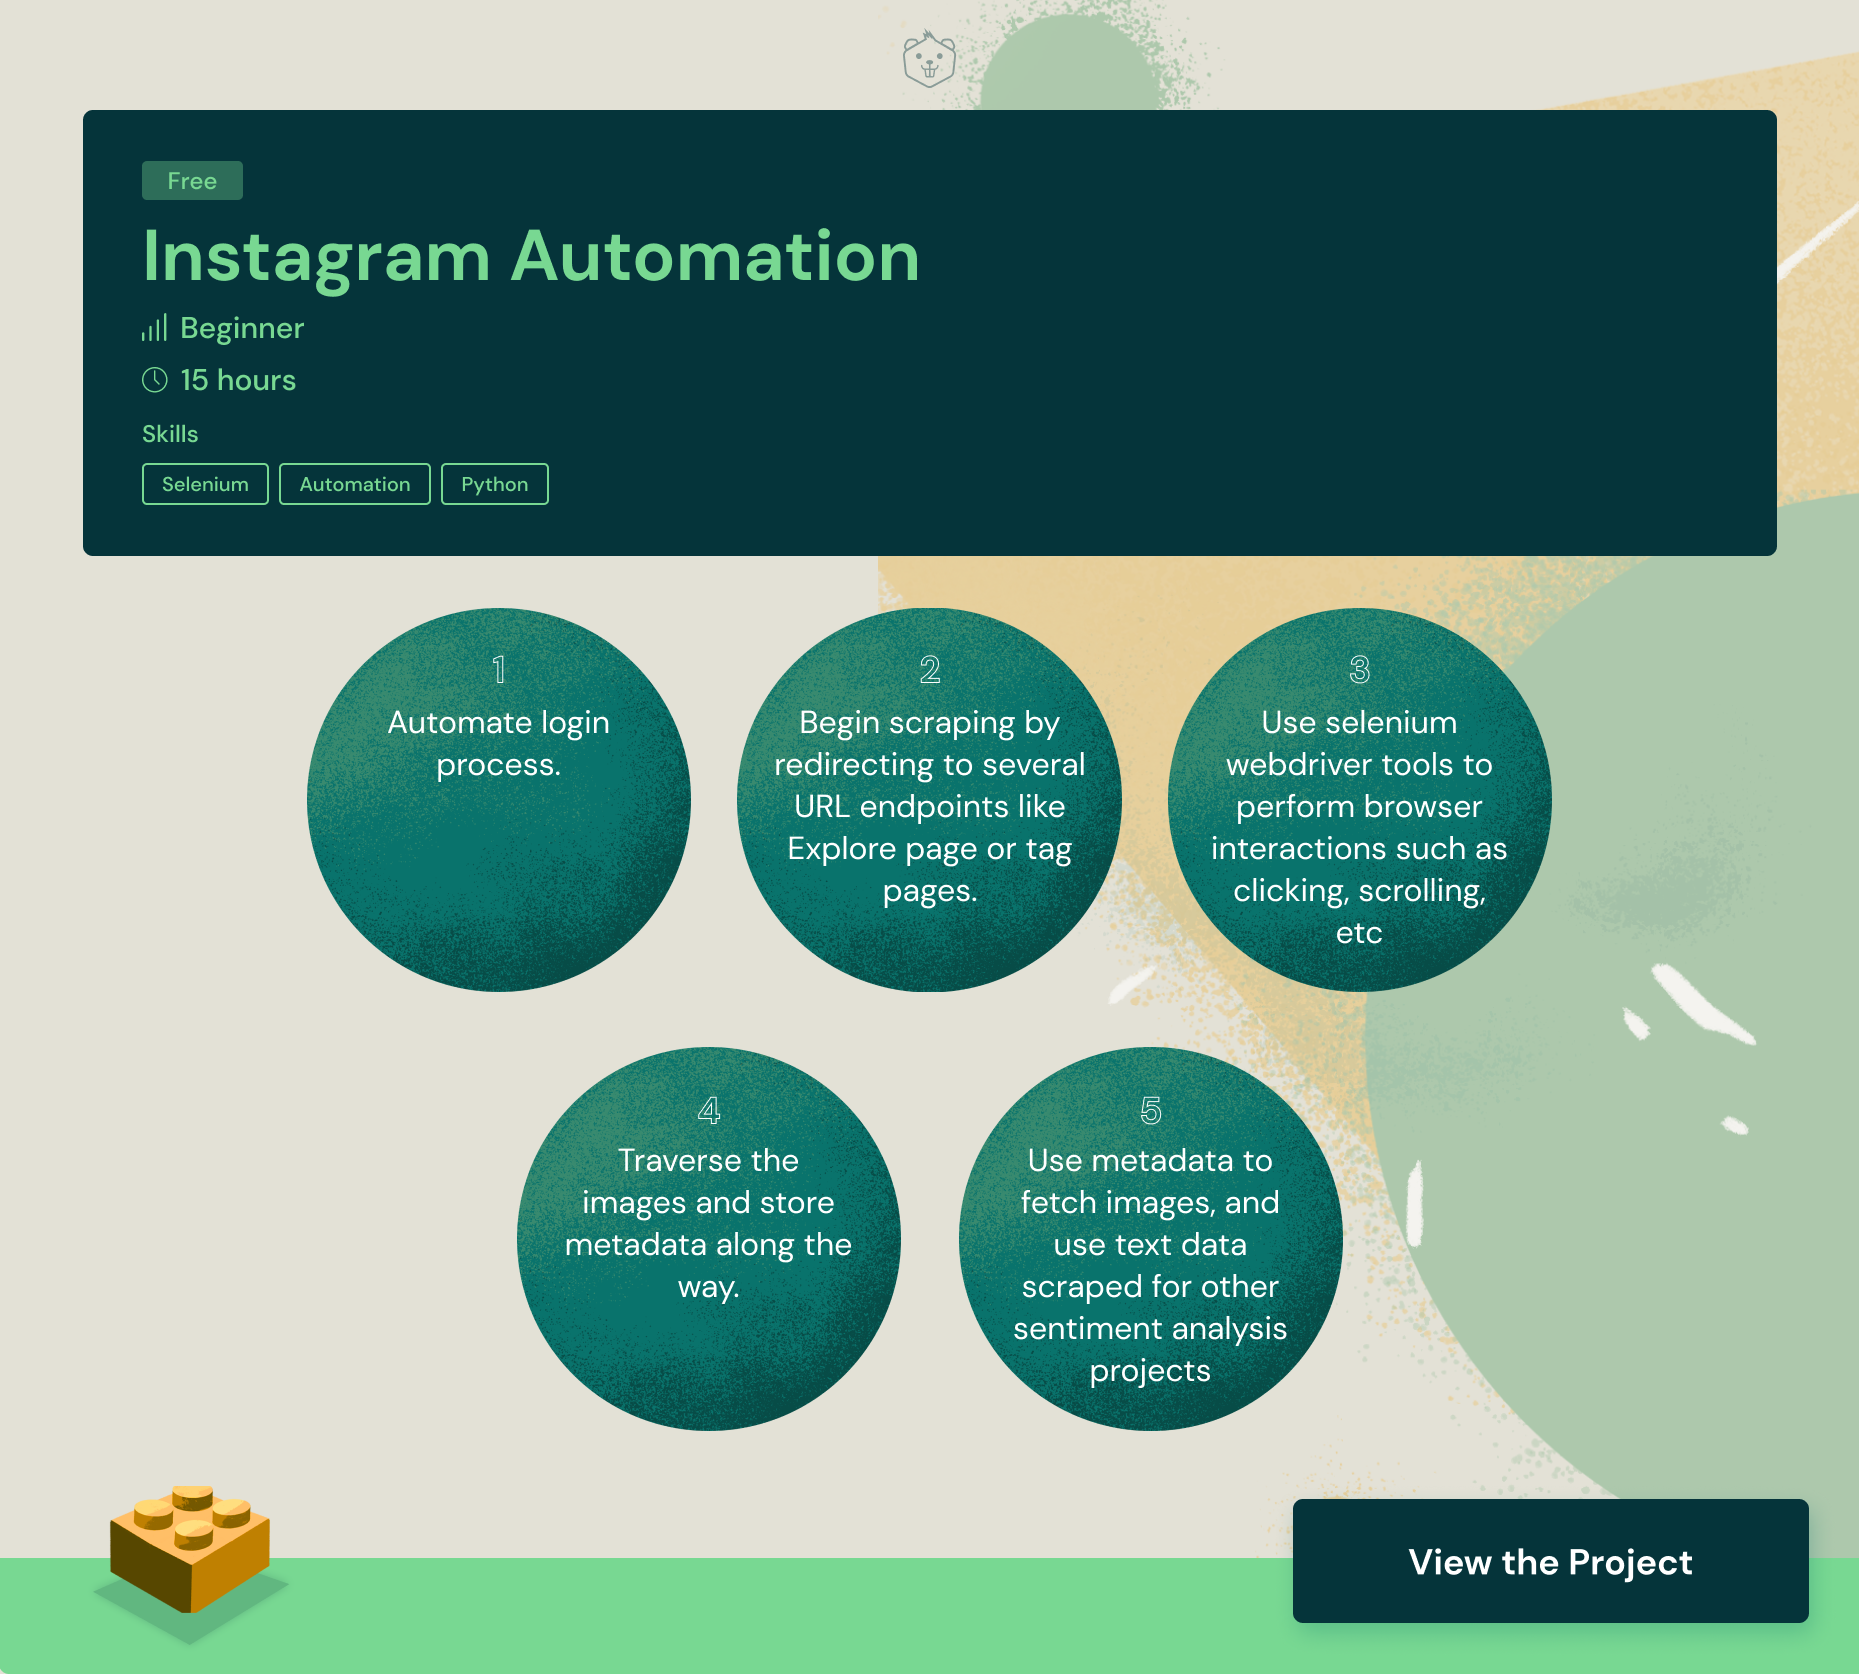 Free
Instagram Automation
Beginner
15 hours
Skills
Selenium Automation Python
1
Automate login
process.
2
Begin scraping by
redirecting to several
URL endpoints like
Explore page or tag
pages.
3
Use selenium
webdriver tools to
perform browser
interactions such as
clicking, scrolling,
etc
4
Traverse the
images and store
metadata along the
way.
5
Use metadata to
fetch images, and
use text data
scraped for other
sentiment analysis
projects
View the Project